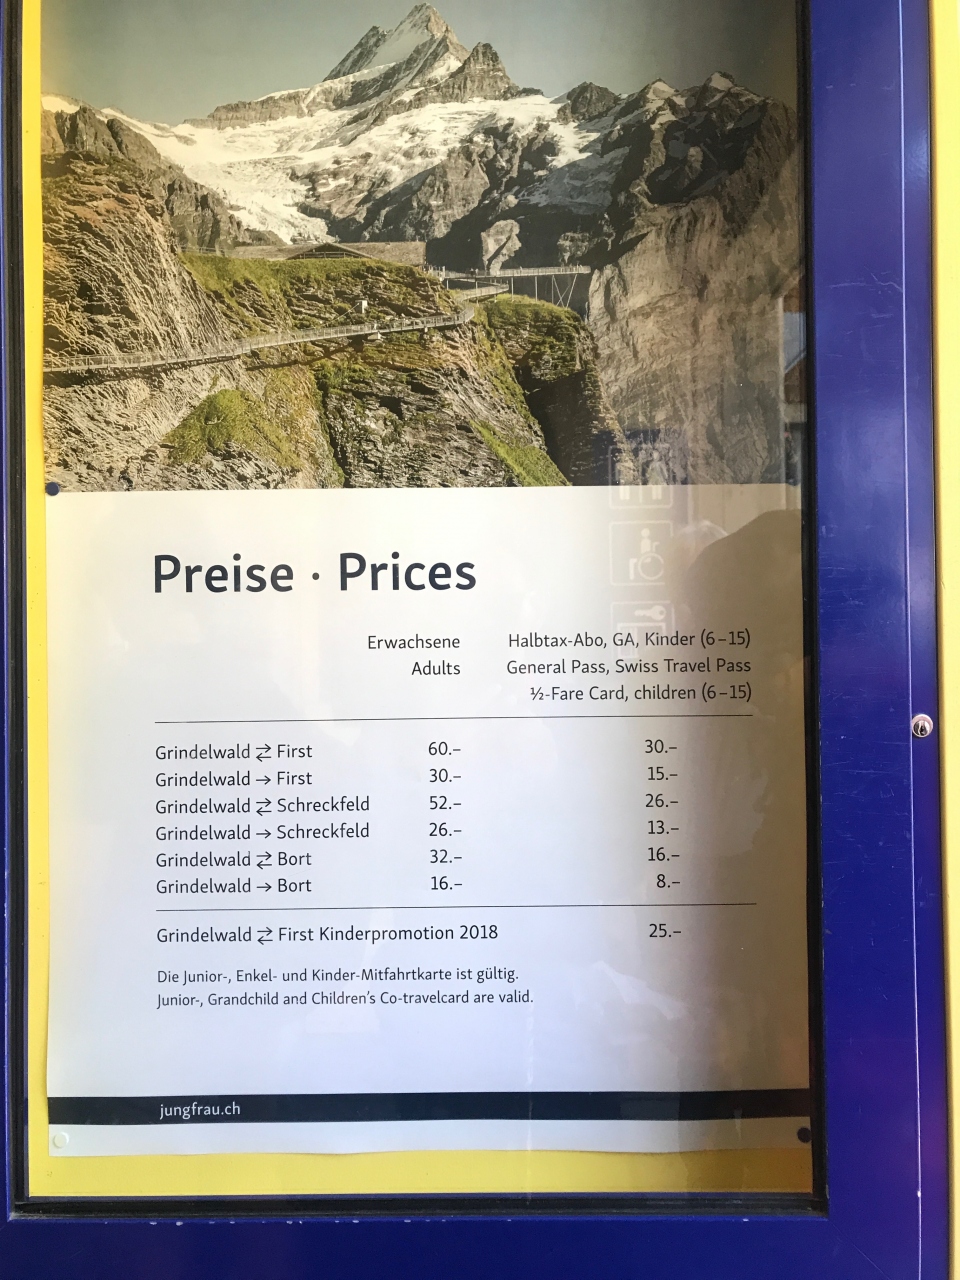 Preise · Prices
Erwachsene Halbtax-Abo, GA, Kinder (6–15)
Adults General Pass, Swiss Travel Pass
½-Fare Card, children (6–15)
Grindelwald ⇄ First 60.– 30.–
Grindelwald → First 30.– 15.–
Grindelwald ⇄ Schreckfeld 52.– 26.–
Grindelwald → Schreckfeld 26.– 13.–
Grindelwald ⇄ Bort 32.– 16.–
Grindelwald → Bort 16.– 8.–
Grindelwald ⇄ First Kinderpromotion 2018 25.–
Die Junior-, Enkel- und Kinder-Mitfahrtkarte ist gültig.
Junior-, Grandchild and Children's Co-travelcard are valid.
jungfrau.ch